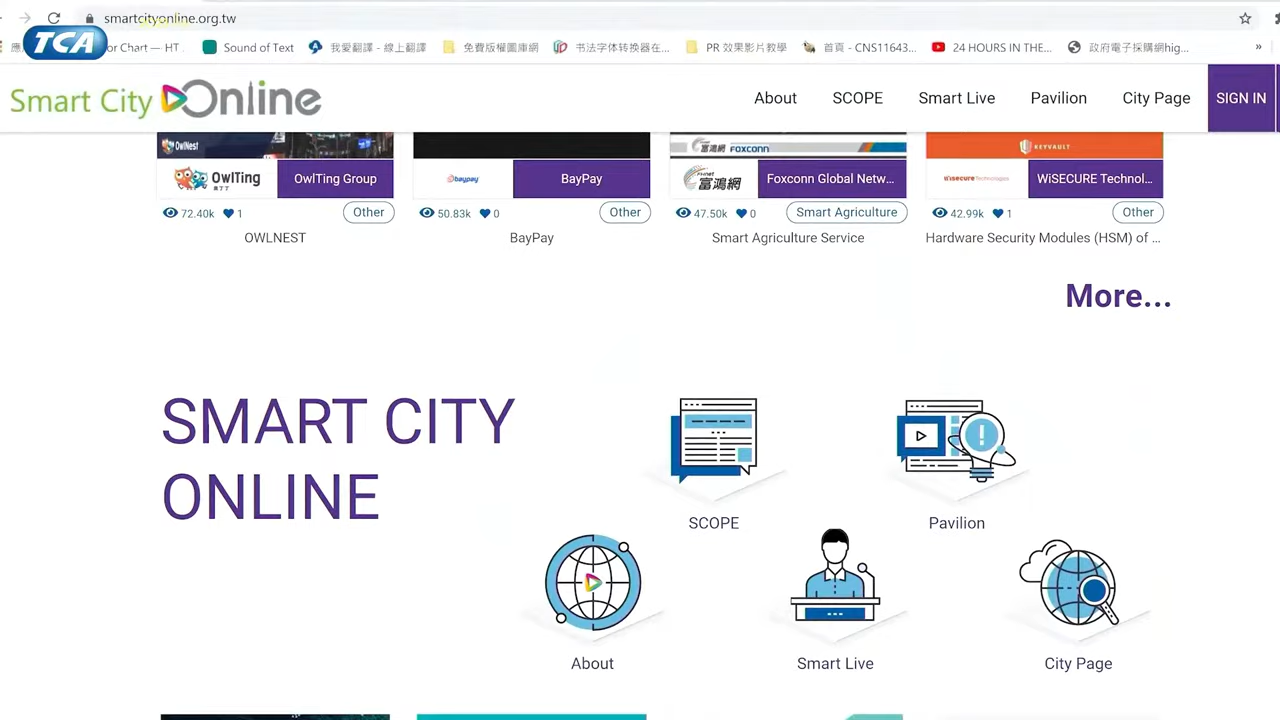 smartcityonline.org.tw
TCA
or Chart — HT
Sound of Text
我愛翻譯 - 線上翻譯
免費版權圖庫網
书法字体转换器在...
PR 效果影片教學
首頁 - CNS11643...
24 HOURS IN THE...
政府電子採購網hig...
»
Smart City Online
About
SCOPE
Smart Live
Pavilion
City Page
SIGN IN
OwlNest
FOXCONN
富鴻網
KEYVAULT
OwlTing
奧丁丁
OwlTing Group
baypay
BayPay
富鴻網
Foxconn Global Netw...
WiSECURE Technologies
WiSECURE Technol...
72.40k
1
Other
50.83k
0
Other
47.50k
0
Smart Agriculture
42.99k
1
Other
OWLNEST
BayPay
Smart Agriculture Service
Hardware Security Modules (HSM) of ...
More...
SMART CITY
ONLINE
SCOPE
Pavilion
About
Smart Live
City Page